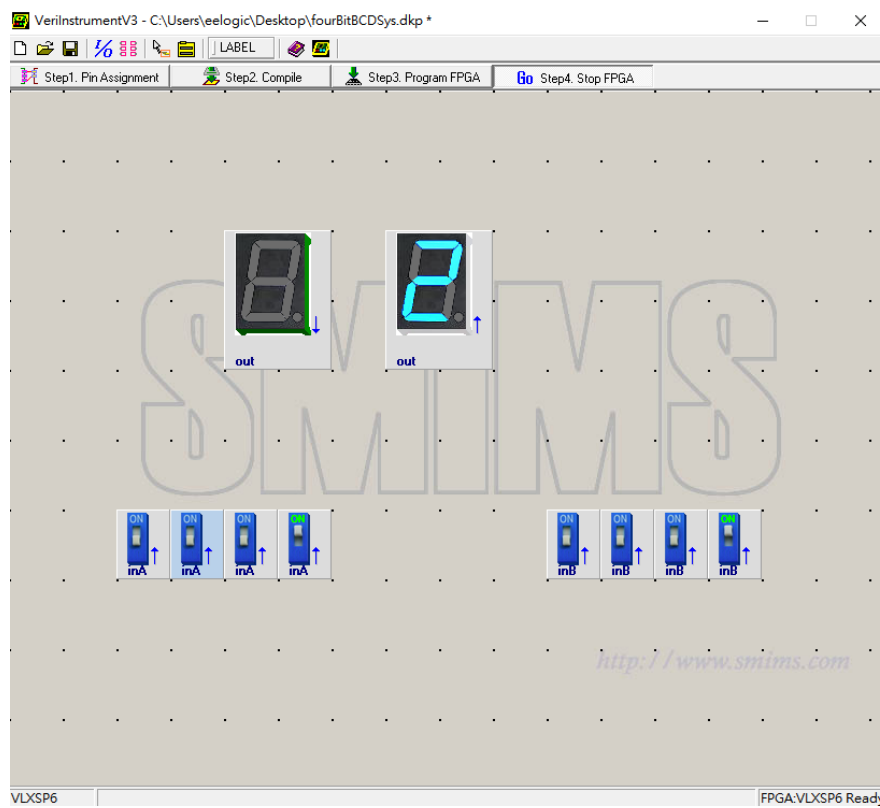 VeriInstrumentV3 - C:\Users\eelogic\Desktop\fourBitBCDSys.dkp *
I/O LABEL
Step1. Pin Assignment Step2. Compile Step3. Program FPGA Go Step4. Stop FPGA
out out
SMIMS
ON ON ON ON ON ON ON ON
inA inA inA inA inB inB inB inB
http://www.smims.com
VLXSP6 FPGA:VLXSP6 Ready